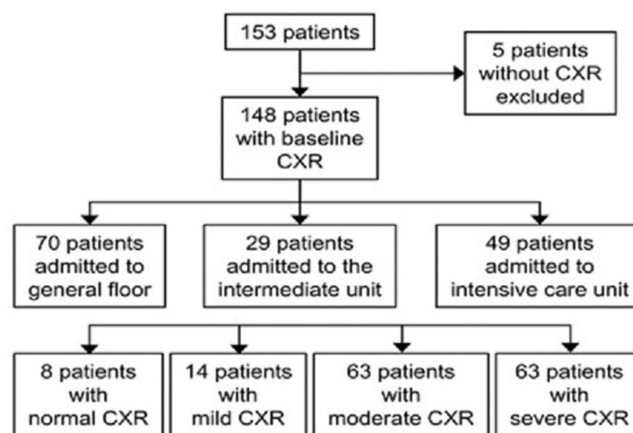 153 patients
5 patients
without CXR
excluded
148 patients
with baseline
CXR
70 patients
admitted to
general floor
29 patients
admitted to the
intermediate unit
49 patients
admitted to
intensive care unit
8 patients
with
normal CXR
14 patients
with
mild CXR
63 patients
with
moderate CXR
63 patients
with
severe CXR